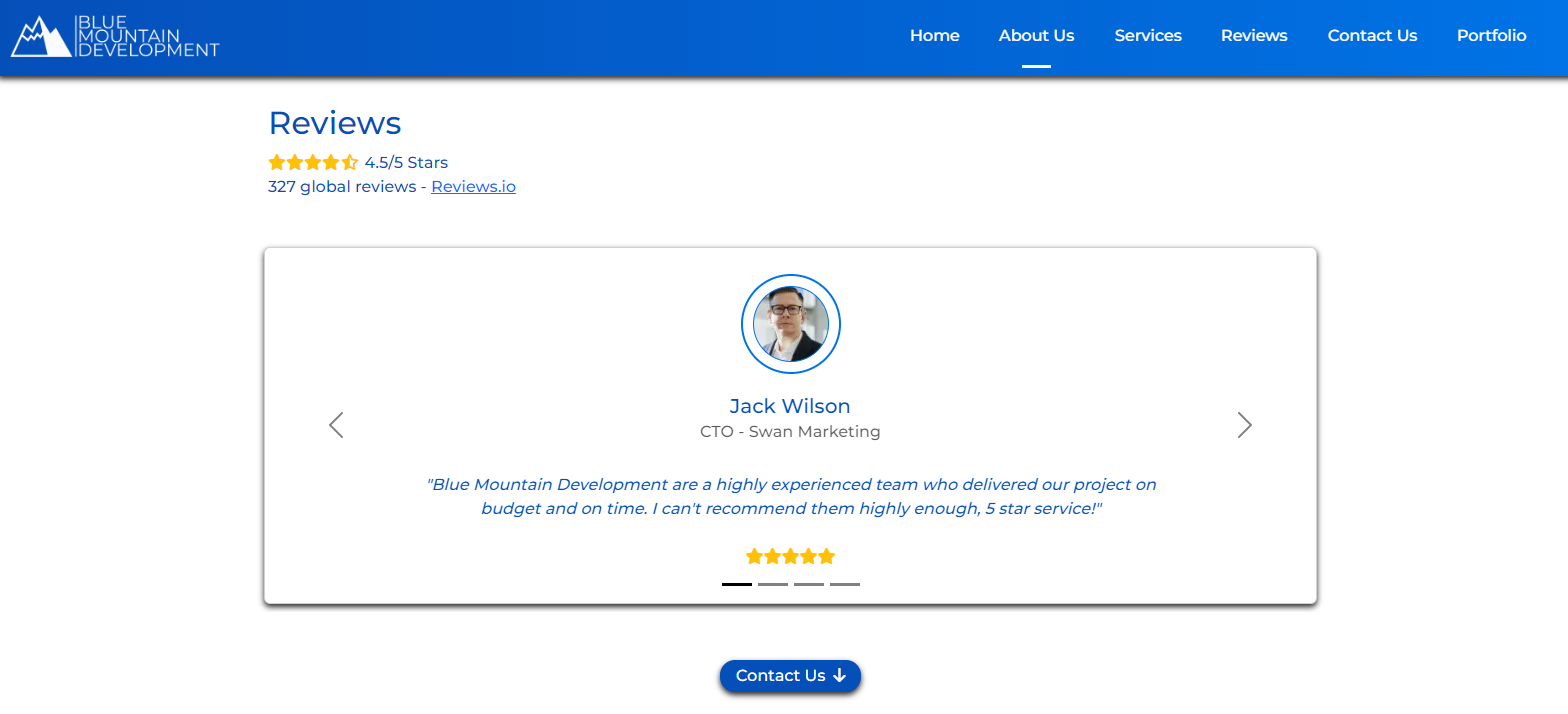 BLUE
MOUNTAIN
DEVELOPMENT
Home About Us Services Reviews Contact Us Portfolio
Reviews
4.5/5 Stars
327 global reviews - Reviews.io
Jack Wilson
CTO - Swan Marketing
"Blue Mountain Development are a highly experienced team who delivered our project on
budget and on time. I can't recommend them highly enough, 5 star service!"
Contact Us